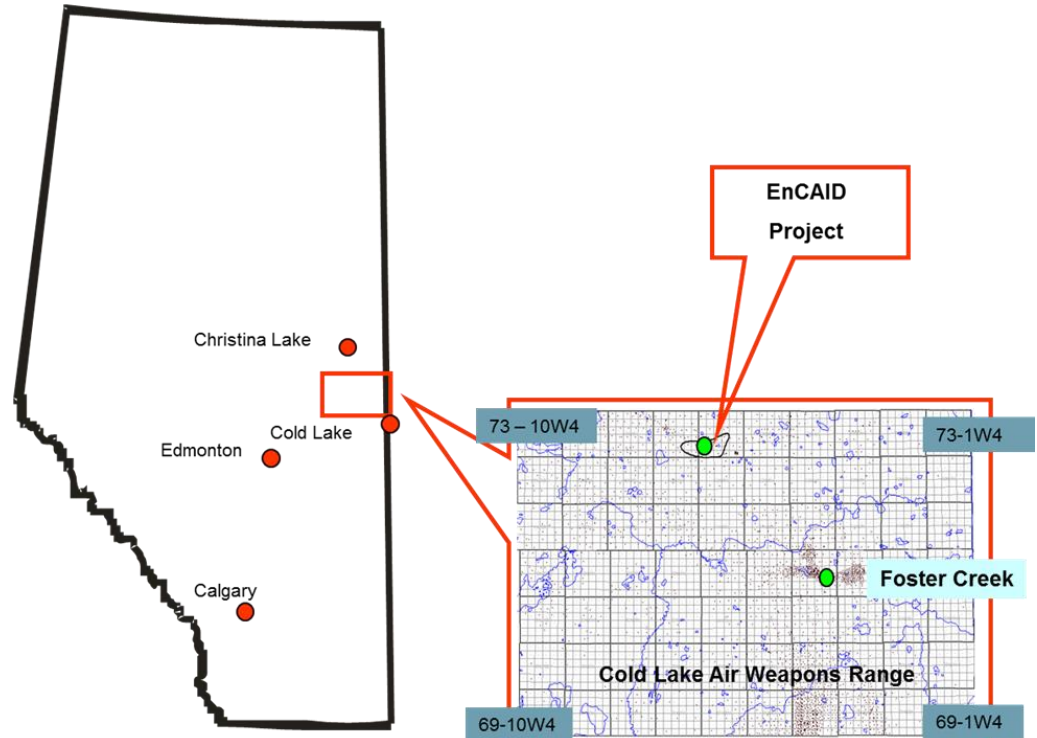 EnCAID
Project
Christina Lake
73 – 10W4
73-1W4
Cold Lake
Edmonton
Foster Creek
Calgary
Cold Lake Air Weapons Range
69-10W4
69-1W4